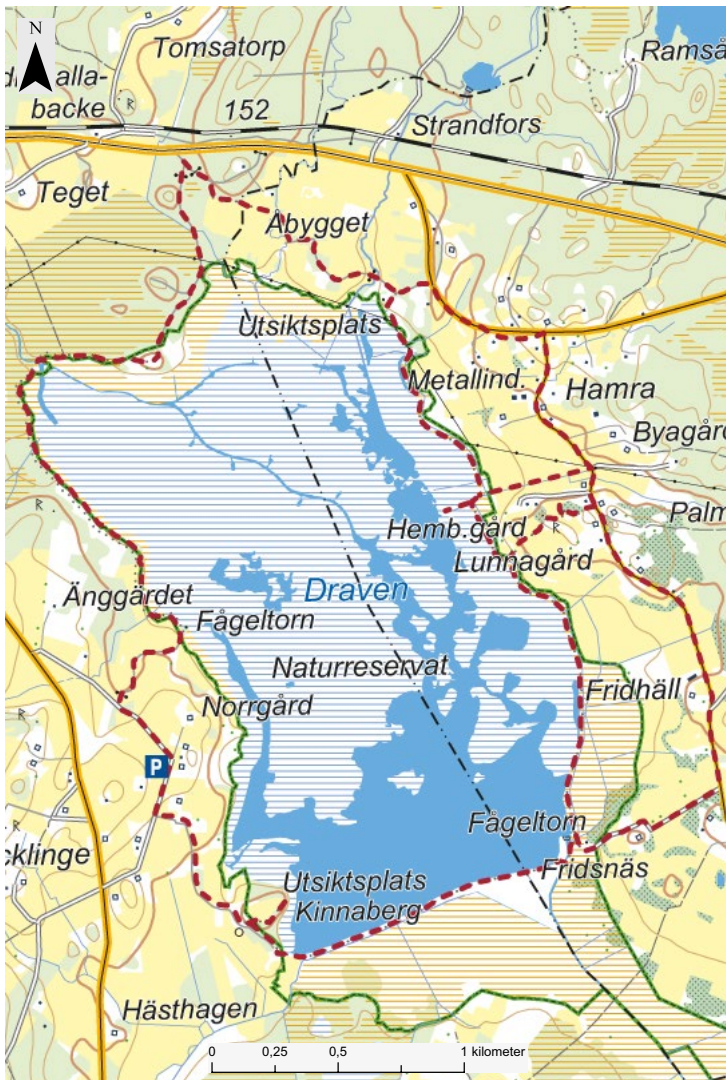 N
Tomsatorp
Ramså
alla-
backe
152
Strandfors
Teget
Åbygget
Utsiktsplats
Metallind.
Hamra
Byagård
Palm
Hemb.gård
Lunnagård
Draven
Änggärdet
Fågeltorn
Naturreservat
Fridhäll
Norrgård
P
R
R
R
R
Fågeltorn
cklinge
Fridsnäs
Utsiktsplats
Kinnaberg
Hästhagen
0 0,25 0,5 1 kilometer